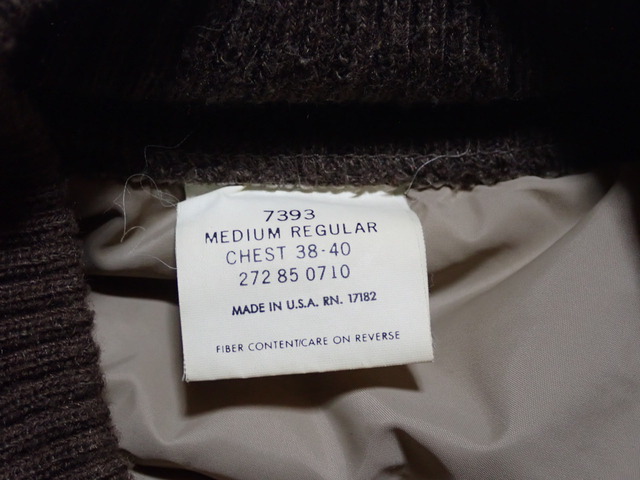 7393
MEDIUM REGULAR
CHEST 38-40
272 85 0710
MADE IN U.S.A. RN. 17182
FIBER CONTENT/CARE ON REVERSE